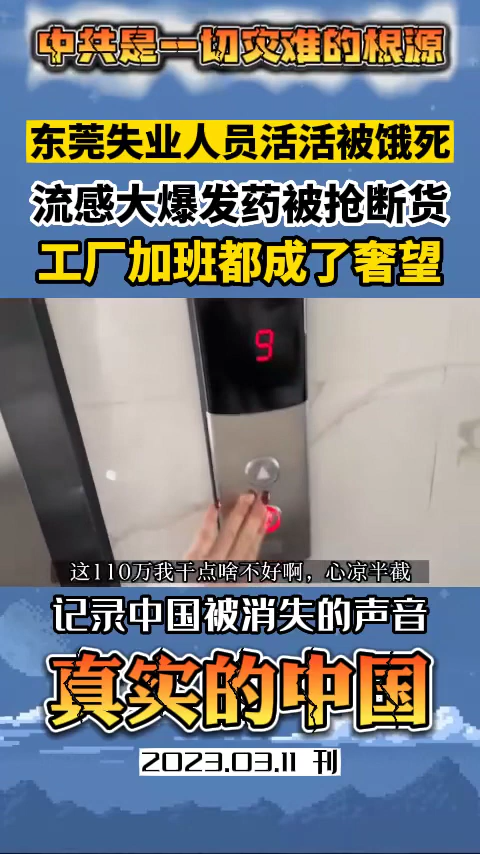 中共是一切灾难的根源
东莞失业人员活活被饿死
流感大爆发药被抢断货
工厂加班都成了奢望
9
这110万我干点啥不好啊，心凉半截
记录中国被消失的声音
真实的中国
2023.03.11 刊